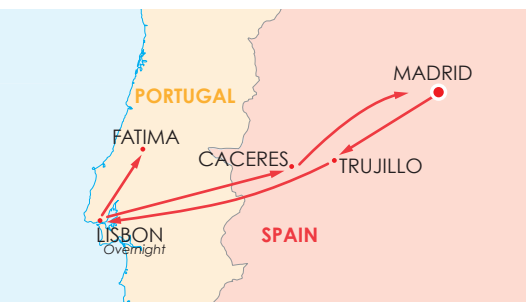 MADRID
PORTUGAL
FATIMA
CACERES
TRUJILLO
LISBON
Overnight
SPAIN